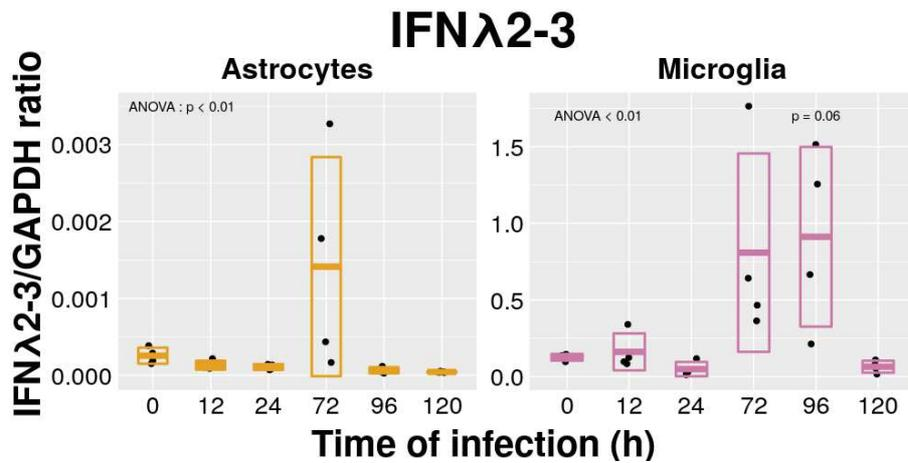 IFNλ2-3
Astrocytes
Microglia
IFNλ2-3/GAPDH ratio
ANOVA : p < 0.01
0.003
0.002
0.001
0.000
0 12 24 72 96 120
ANOVA < 0.01
p = 0.06
1.5
1.0
0.5
0.0
0 12 24 72 96 120
Time of infection (h)